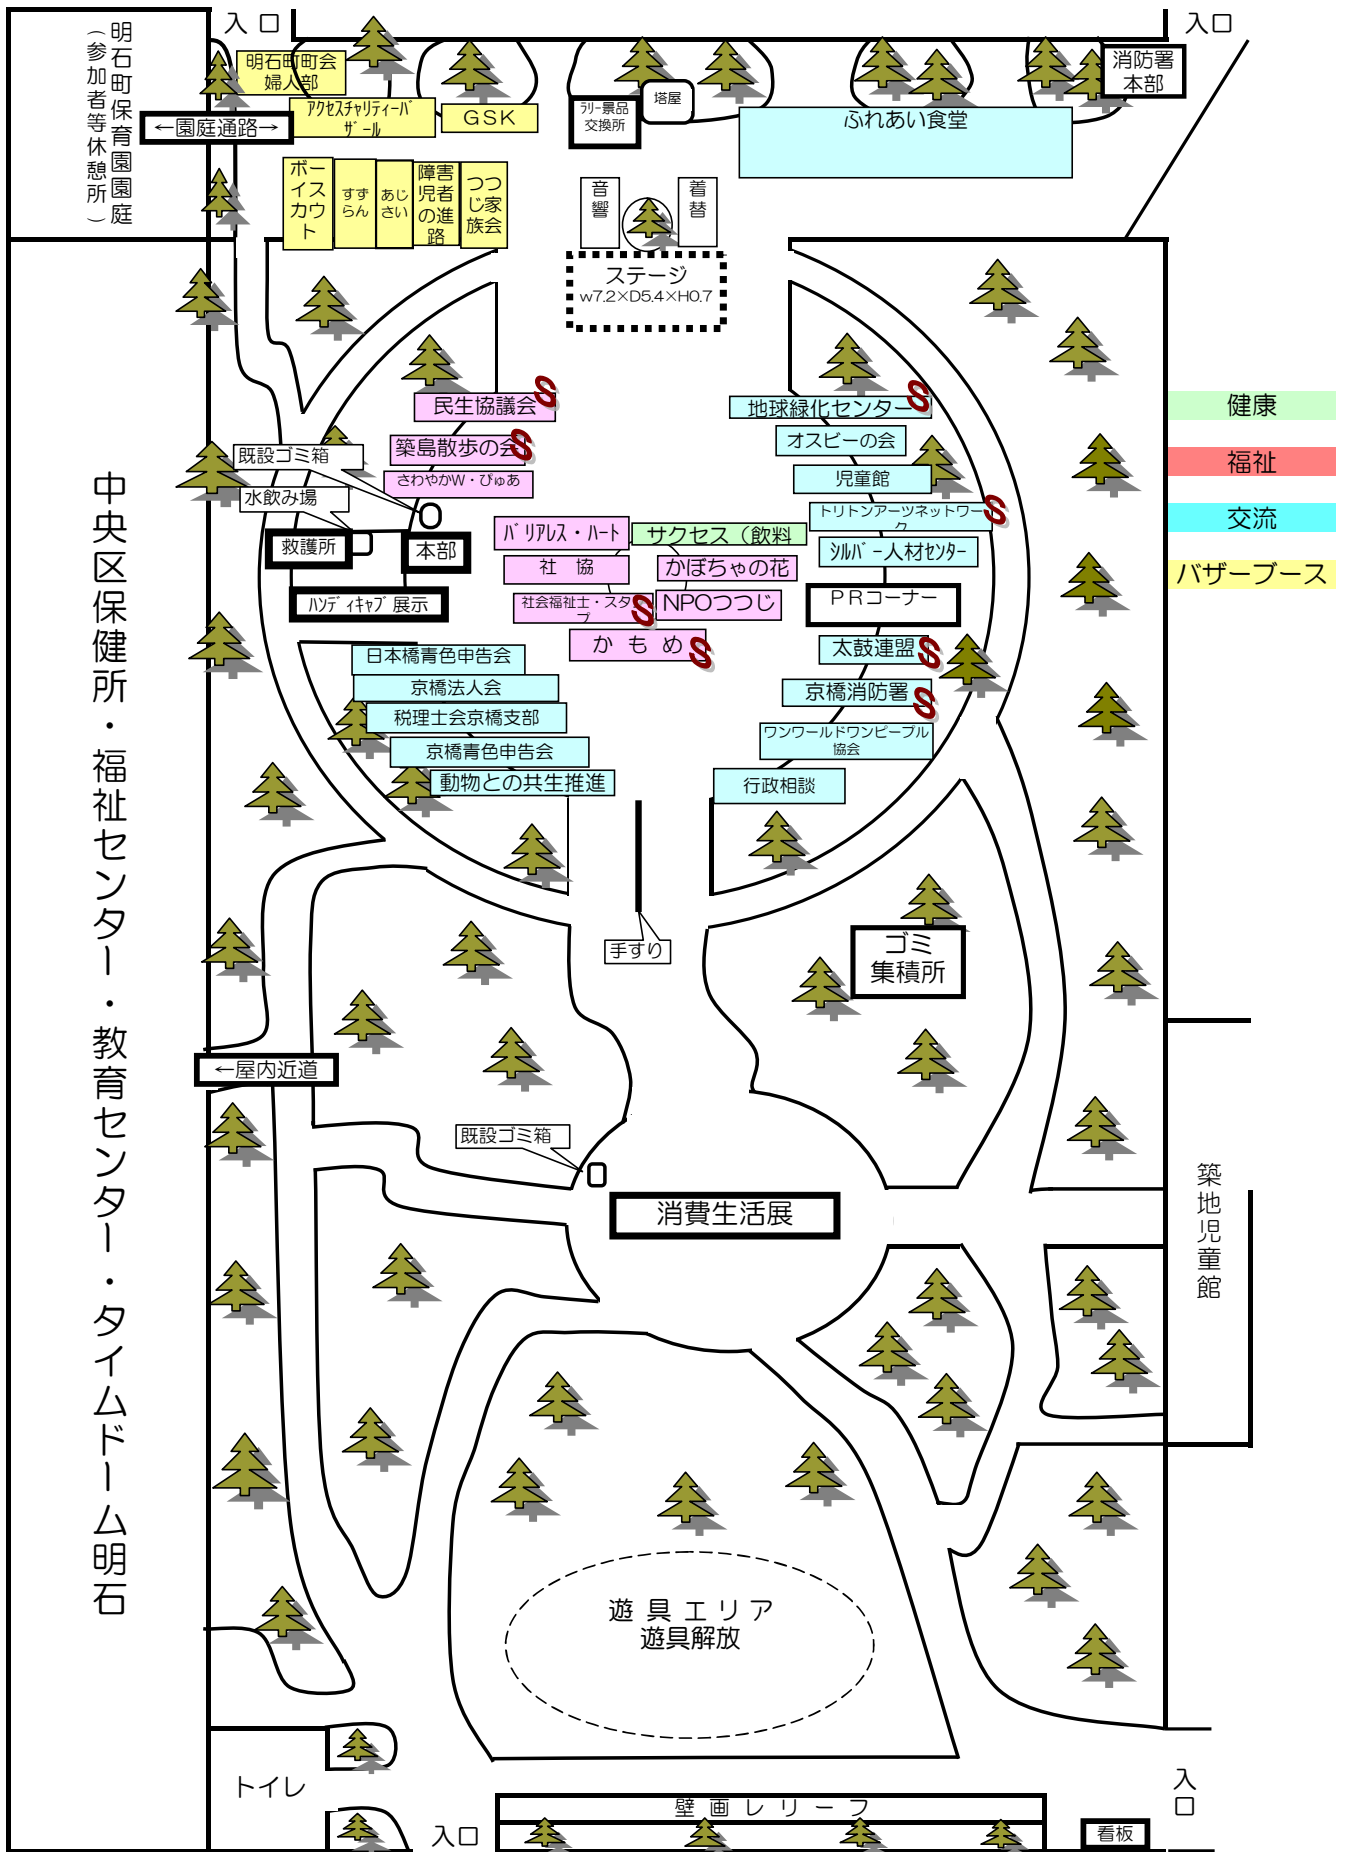 入 口
入口
明石町保育園園庭
（参加者等休憩所）
明石町町会
婦人部
消防署
本部
アクセスチャリティーバ
ザール
GSK
ラリー景品
交換所
塔屋
ふれあい食堂
←園庭通路→
ボーイスカウト
すずらん
あじさい
障害児者の進路
つつじ家族会
音響
着替
ステージ
w7.2×D5.4×H0.7
民生協議会
S
築島散歩の会
S
さわやかW・ぴゅあ
既設ゴミ箱
水飲み場
救護所
本部
ハンディキャブ展示
地球緑化センター
S
オスビーの会
児童館
トリトンアーツネットワー
ク
S
シルバー人材センター
PRコーナー
太鼓連盟
S
京橋消防署
S
ワンワールドワンピープル
協会
行政相談
バリアレス・ハート
サクセス（飲料
社 協
かぼちゃの花
社会福祉士・スタ
プ
S
NPOつつじ
か も め
S
日本橋青色申告会
京橋法人会
税理士会京橋支部
京橋青色申告会
動物との共生推進
健康
福祉
交流
バザーブース
中央区保健所・福祉センター・教育センター・タイムドーム明石
手すり
ゴミ
集積所
←屋内近道
既設ゴミ箱
消費生活展
築地児童館
遊 具 エ リ ア
遊具解放
トイレ
入口
壁 画 レ リ ー フ
看板
入口